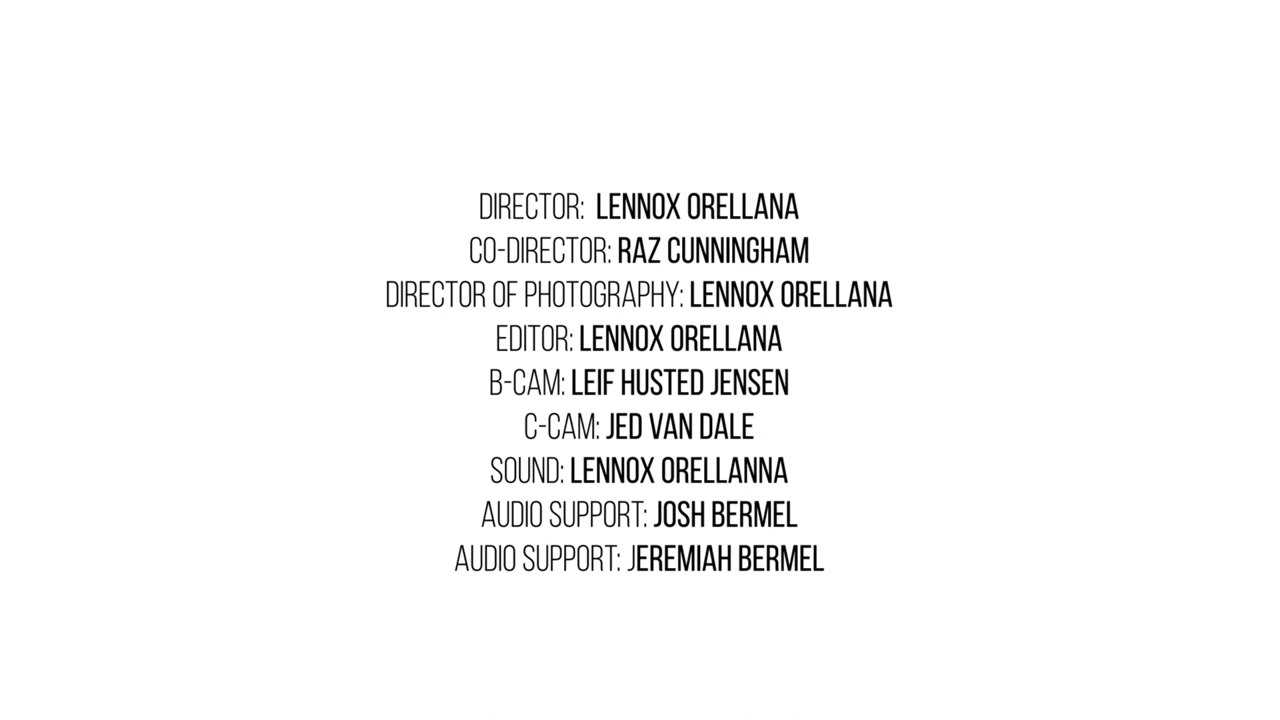 DIRECTOR: LENNOX ORELLANA
CO-DIRECTOR: RAZ CUNNINGHAM
DIRECTOR OF PHOTOGRAPHY: LENNOX ORELLANA
EDITOR: LENNOX ORELLANA
B-CAM: LEIF HUSTED JENSEN
C-CAM: JED VAN DALE
SOUND: LENNOX ORELLANNA
AUDIO SUPPORT: JOSH BERMEL
AUDIO SUPPORT: JEREMIAH BERMEL